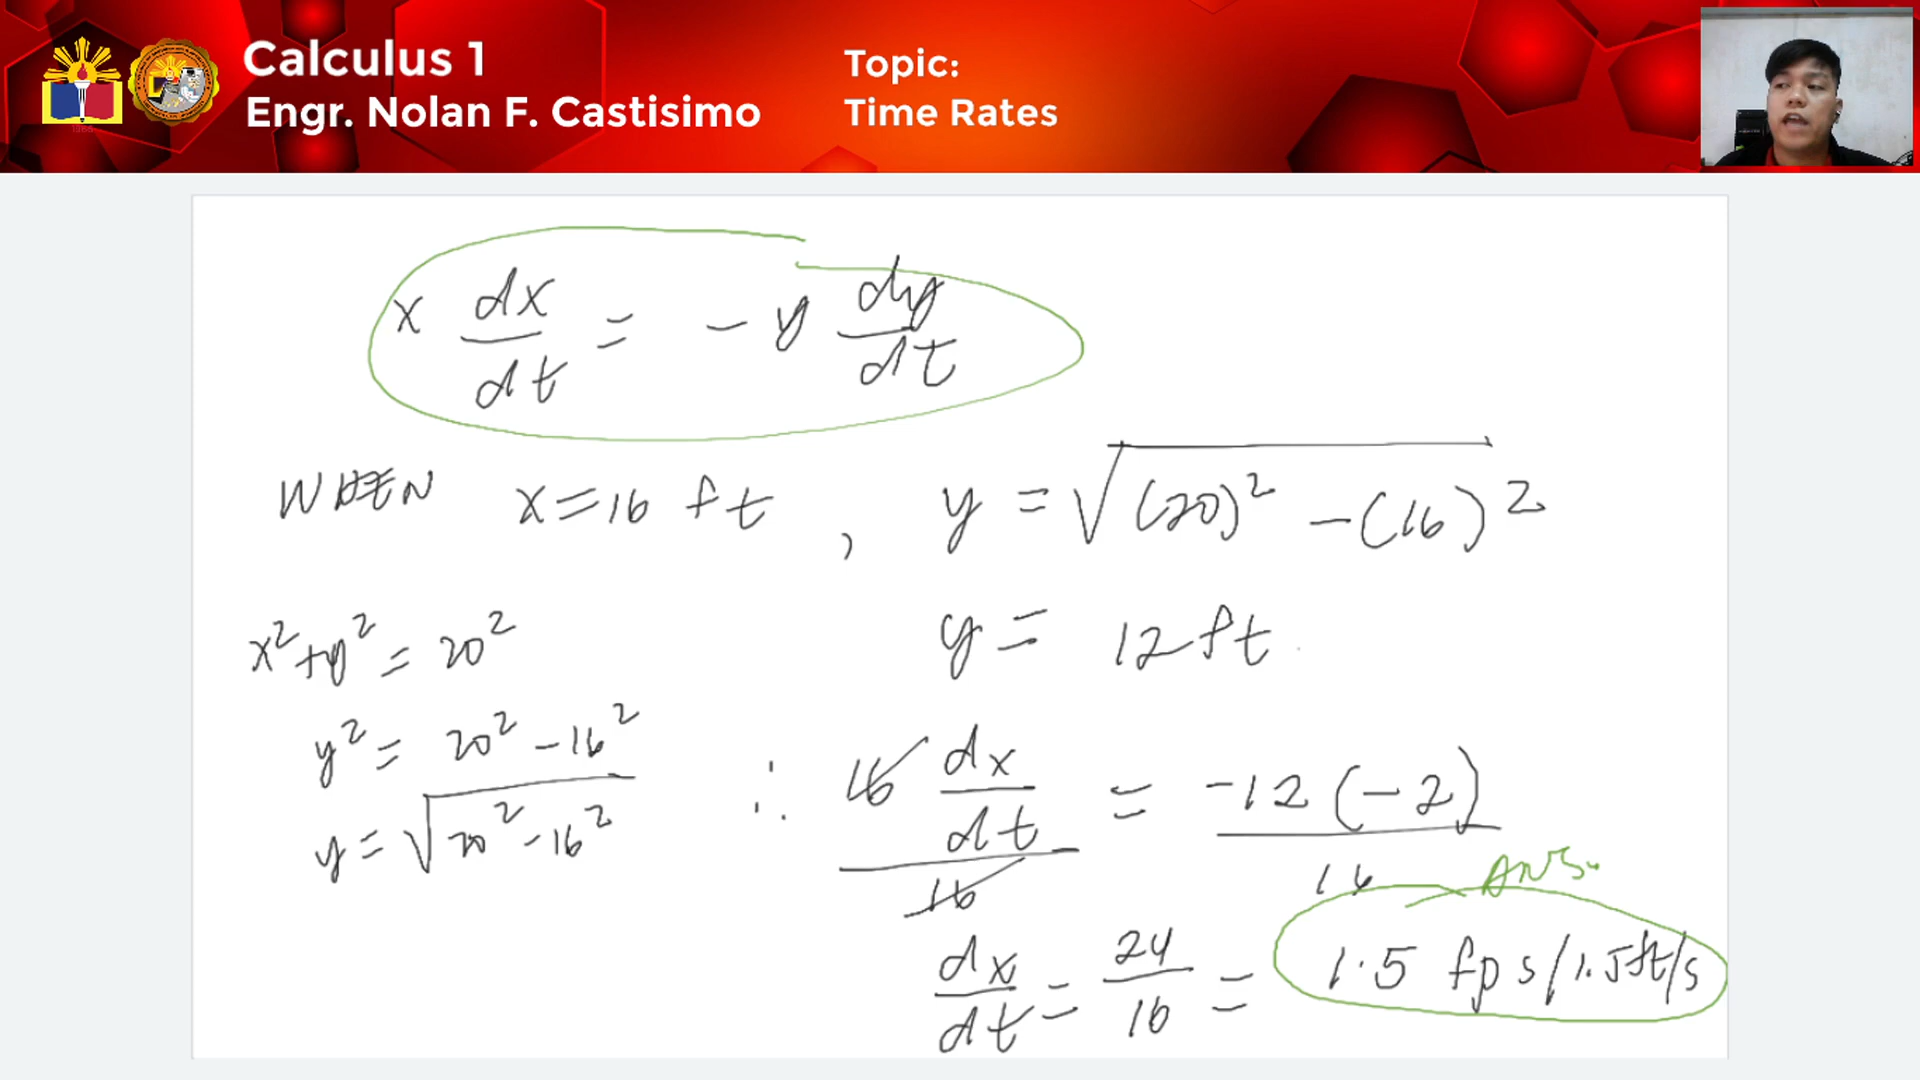 Calculus 1
Engr. Nolan F. Castisimo
Topic:
Time Rates
x dx/dt = - y dy/dt
WHEN x=16 ft , y = √(20)² - (16)²
y = 12 ft
x² + y² = 20²
y² = 20² - 16²
y = √20² - 16²
∴ 16 dx/dt / 16 = -12 (-2) / 16
ANS.
dx/dt = 24/16 = 1.5 fps/1.5ft/s